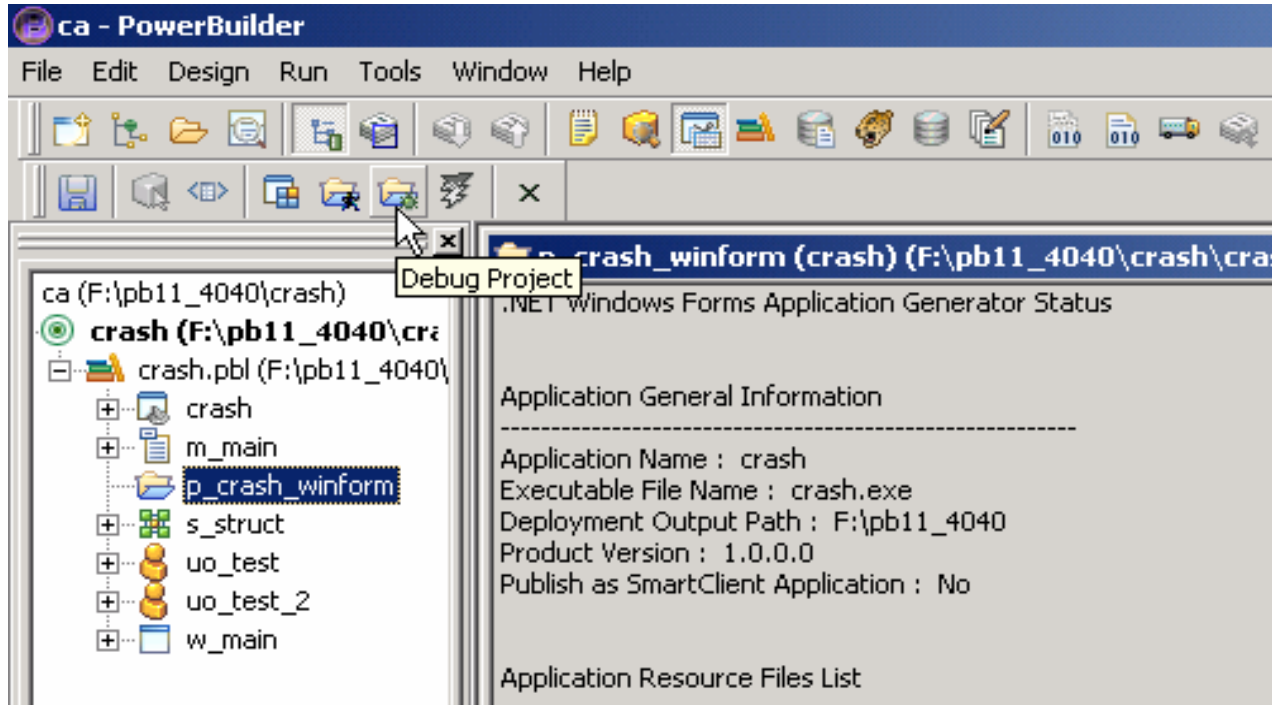 ca - PowerBuilder
File Edit Design Run Tools Window Help
010 010
Debug Project
ca (F:\pb11_4040\crash)
crash (F:\pb11_4040\cra
crash.pbl (F:\pb11_4040\
crash
m_main
p_crash_winform
s_struct
uo_test
uo_test_2
w_main
p_crash_winform (crash) (F:\pb11_4040\crash\cras
.NET Windows Forms Application Generator Status
Application General Information
---------------------------------------------------------
Application Name : crash
Executable File Name : crash.exe
Deployment Output Path : F:\pb11_4040
Product Version : 1.0.0.0
Publish as SmartClient Application : No
Application Resource Files List